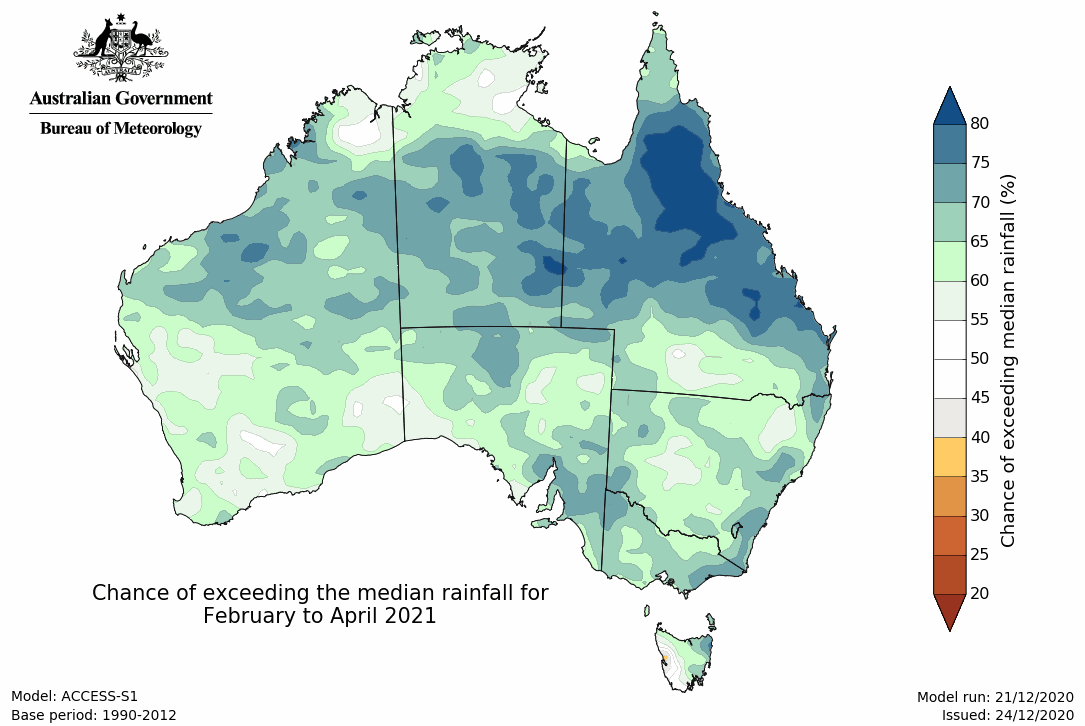 Australian Government
Bureau of Meteorology
80
75
70
65
60
55
50
45
40
35
30
25
20
Chance of exceeding median rainfall (%)
Chance of exceeding the median rainfall for
February to April 2021
Model: ACCESS-S1
Base period: 1990-2012
Model run: 21/12/2020
Issued: 24/12/2020